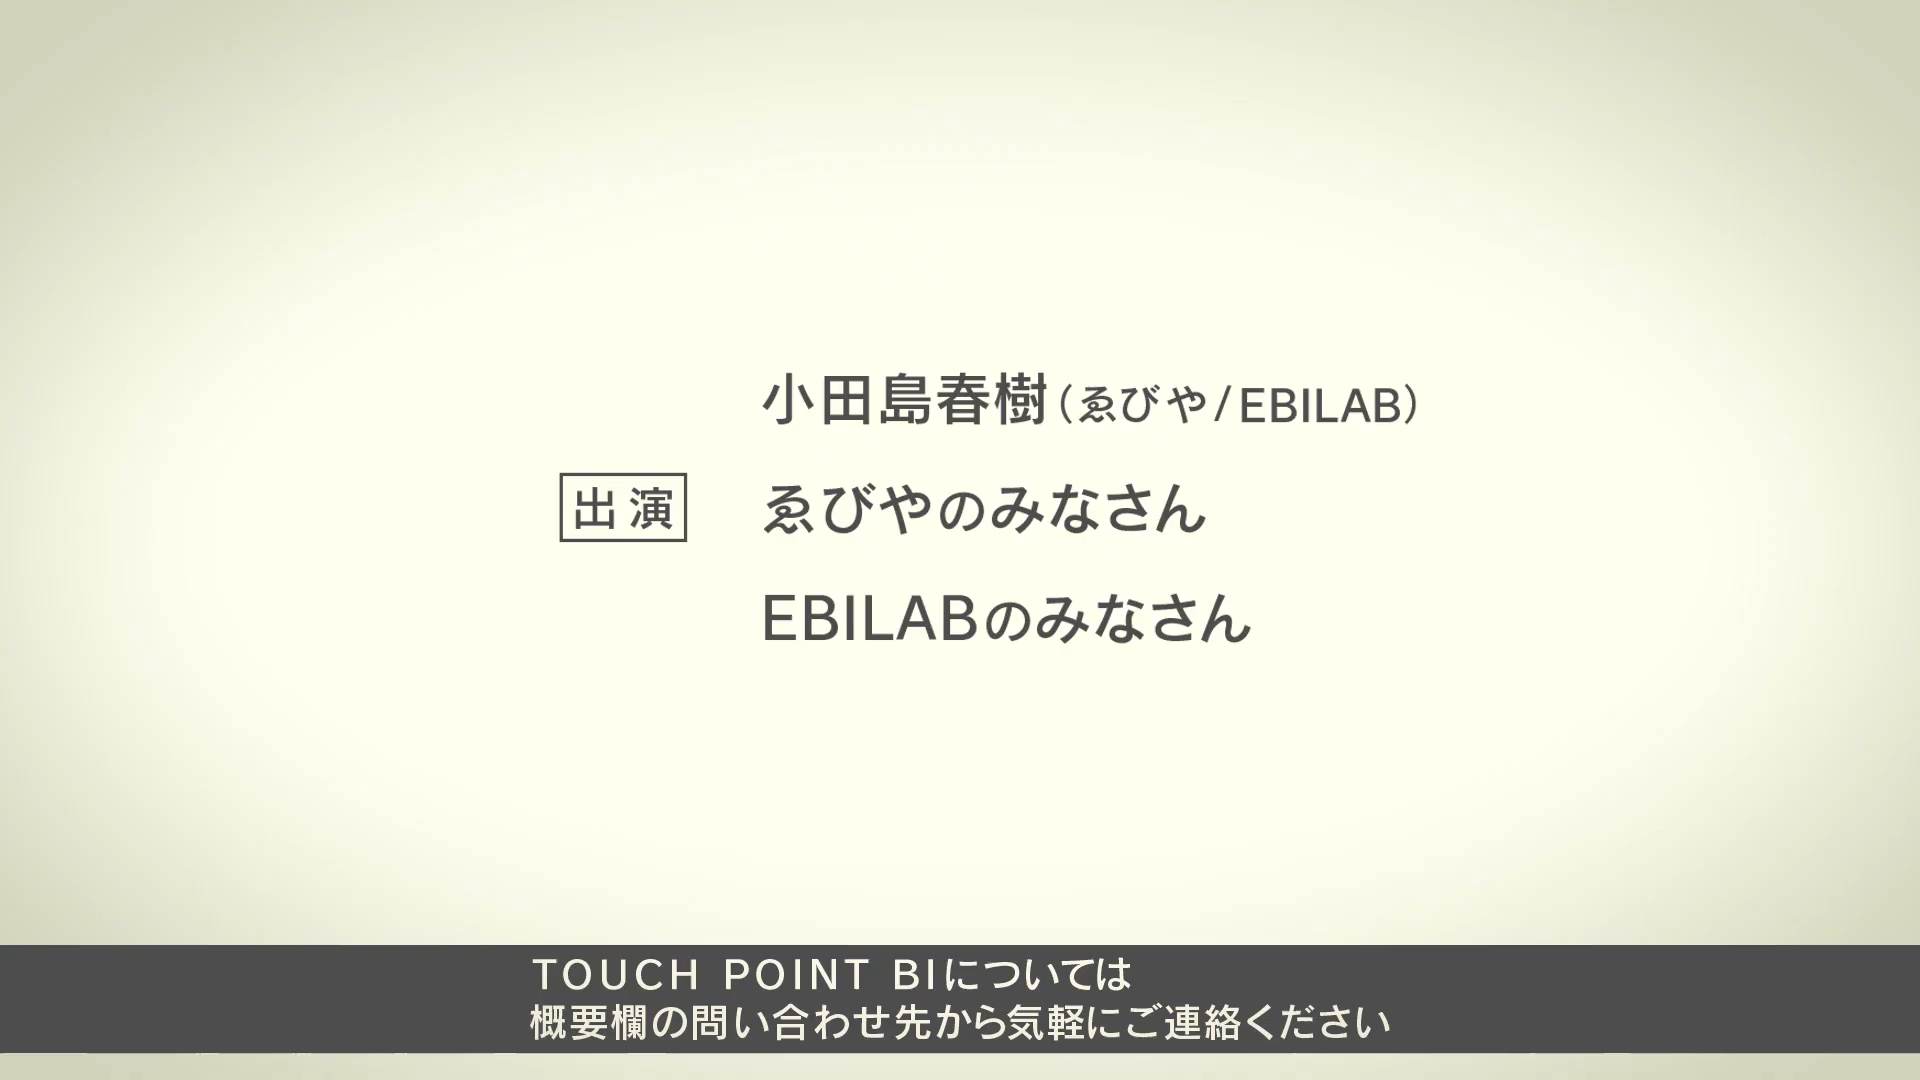 小田島春樹(ゑびや/EBILAB)
出演
ゑびやのみなさん
EBILABのみなさん
TOUCH POINT BIについては
概要欄の問い合わせ先から気軽にご連絡ください